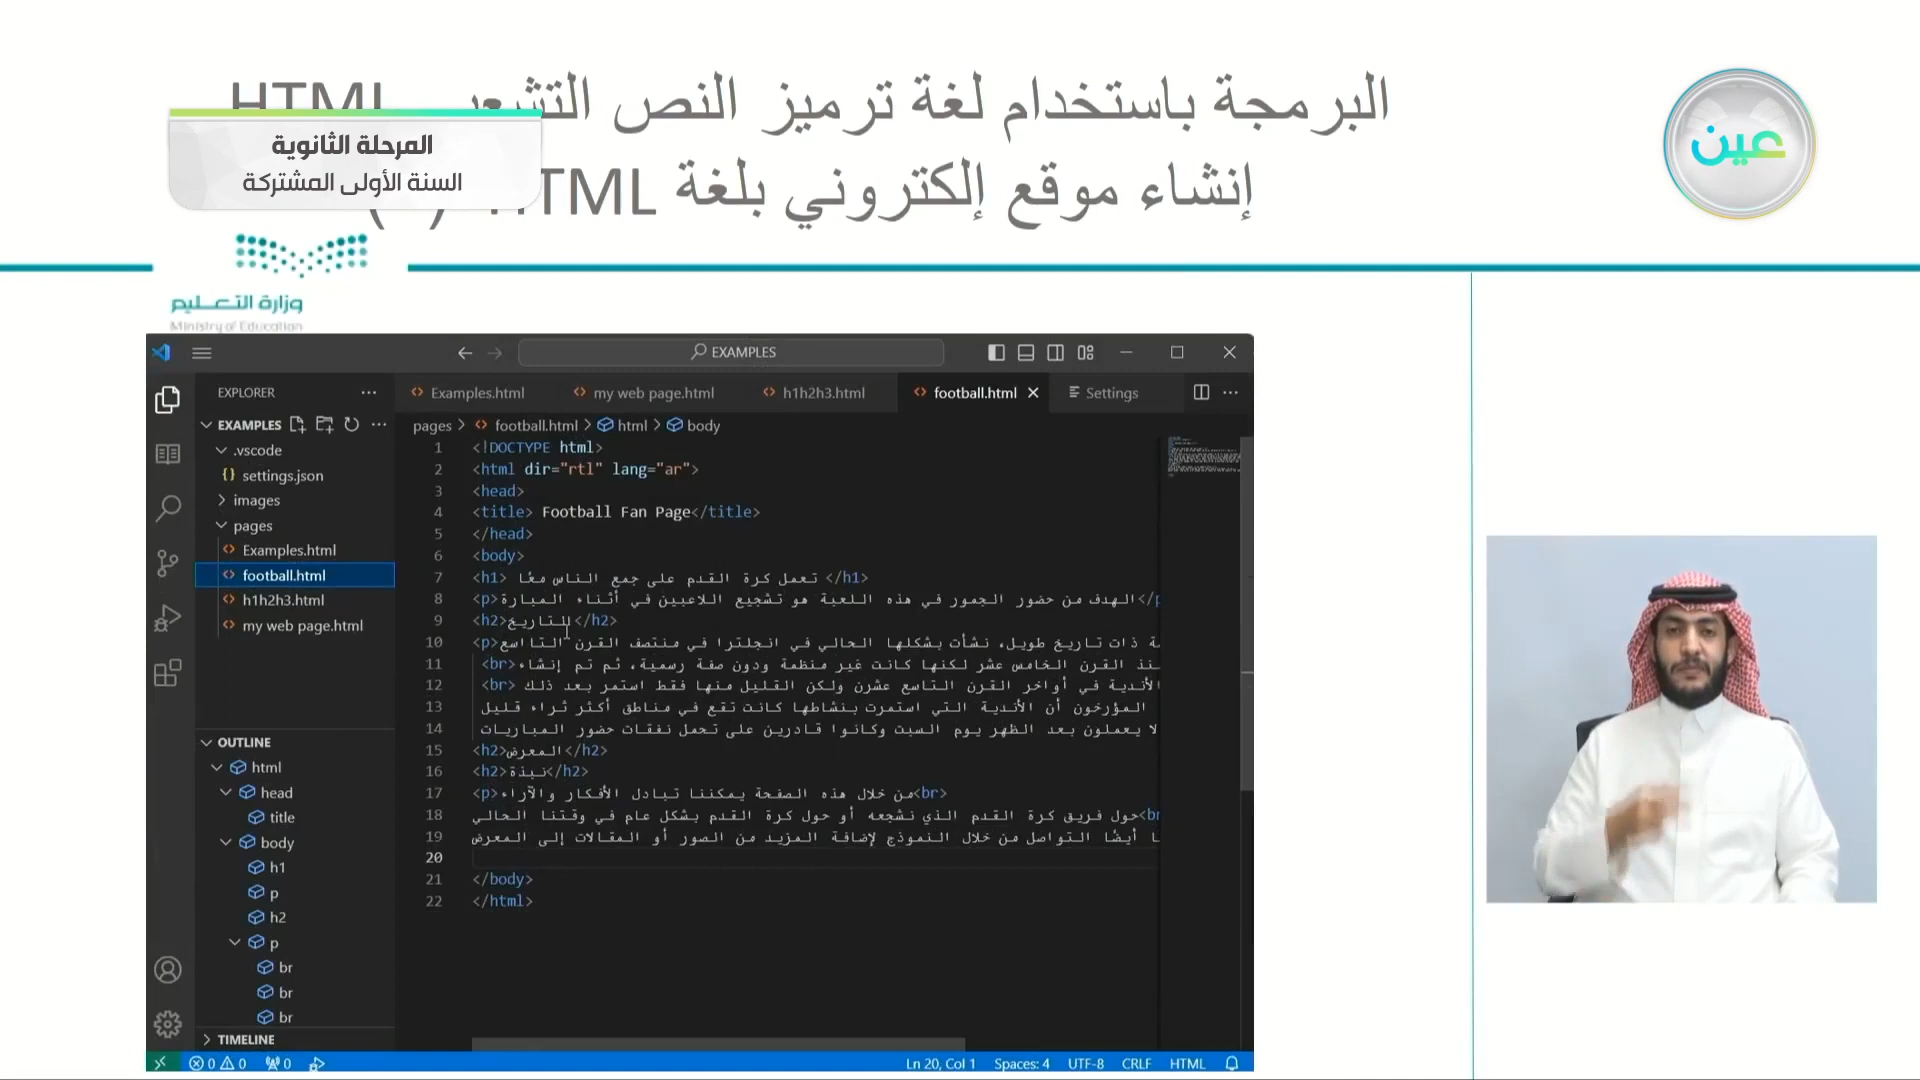 البرمجة باستخدام لغة ترميز النص HTML
إنشاء موقع إلكتروني بلغة HTML
المرحلة الثانوية
السنة الأولى المشتركة
عين
وزارة التعليم
Ministry of Education
EXAMPLES
EXPLORER
Examples.html
my web page.html
h1h2h3.html
football.html
Settings
EXAMPLES
.vscode
settings.json
images
pages
Examples.html
football.html
h1h2h3.html
my web page.html
OUTLINE
html
head
title
body
h1
p
h2
p
br
br
br
TIMELINE
pages > football.html > html > body
1 <!DOCTYPE html>
2 <html dir="rtl" lang="ar">
3 <head>
4 <title> Football Fan Page</title>
5 </head>
6 <body>
7 <h1> تعمل كرة القدم على جمع الناس معًا </h1>
8 <p>الهدف من حضور الجمور في هذه اللعبة هو تشجيع اللاعبين في أثناء المبارة</p
9 <h2>التاريخ</h2>
10 <p>ذات تاريخ طويل، نشأت بشكلها الحالي في انجلترا في منتصف القرن التااسع
11 <br>القرن الخامس عشر لكنها كانت غير منظمة ودون صفة رسمية، ثم تم إنشاء
12 <br> الأندية في أواخر القرن التاسع عشرن ولكن القليل منها فقط استمر بعد ذلك
13 المؤرخون أن الأندية التي استمرت بنشاطها كانت تقع في مناطق أكثر ثراء قليل
14 لا يعملون بعد الظهر يوم السبت وكانوا قادرين على تحمل نفقات حضور المباريات
15 <h2>المعرض</h2>
16 <h2>نبذة</h2>
17 <p>من خلال هذه الصفحة يمكننا تبادل الأفكار والآراء<br>
18 حول فريق كرة القدم الذي نشجعه أو حول كرة القدم بشكل عام في وقتنا الحالي<br
19 أيضًا التواصل من خلال النموذج لإضافة المزيد من الصور أو المقالات إلى المعرض
20
21 </body>
22 </html>
0 0 0
Ln 20, Col 1 Spaces: 4 UTF-8 CRLF HTML